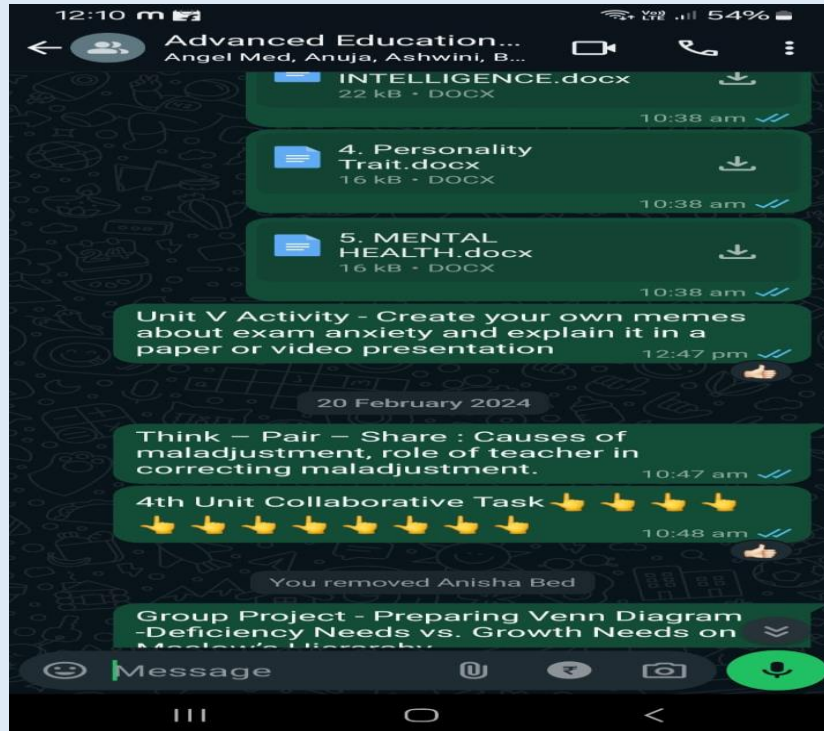 12:10 m
Vo)) LTE 54%
Advanced Education...
Angel Med, Anuja, Ashwini, B...
INTELLIGENCE.docx
22 kB • DOCX
10:38 am
4. Personality
Trait.docx
16 kB • DOCX
10:38 am
5. MENTAL
HEALTH.docx
16 kB • DOCX
10:38 am
Unit V Activity - Create your own memes
about exam anxiety and explain it in a
paper or video presentation
12:47 pm
20 February 2024
Think – Pair – Share : Causes of
maladjustment, role of teacher in
correcting maladjustment.
10:47 am
4th Unit Collaborative Task👆👆👆👆
👆👆👆👆👆👆👆👆
10:48 am
You removed Anisha Bed
Group Project - Preparing Venn Diagram
-Deficiency Needs vs. Growth Needs on
Maslow's Hierarchy
Message
₹